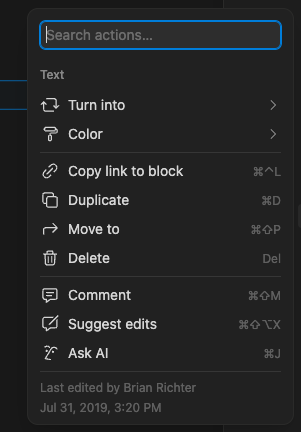 Search actions...
Text
Turn into
Color
Copy link to block ⌘^L
Duplicate ⌘D
Move to ⌘⇧P
Delete Del
Comment ⌘⇧M
Suggest edits ⌘⇧⌥X
Ask AI ⌘J
Last edited by Brian Richter
Jul 31, 2019, 3:20 PM